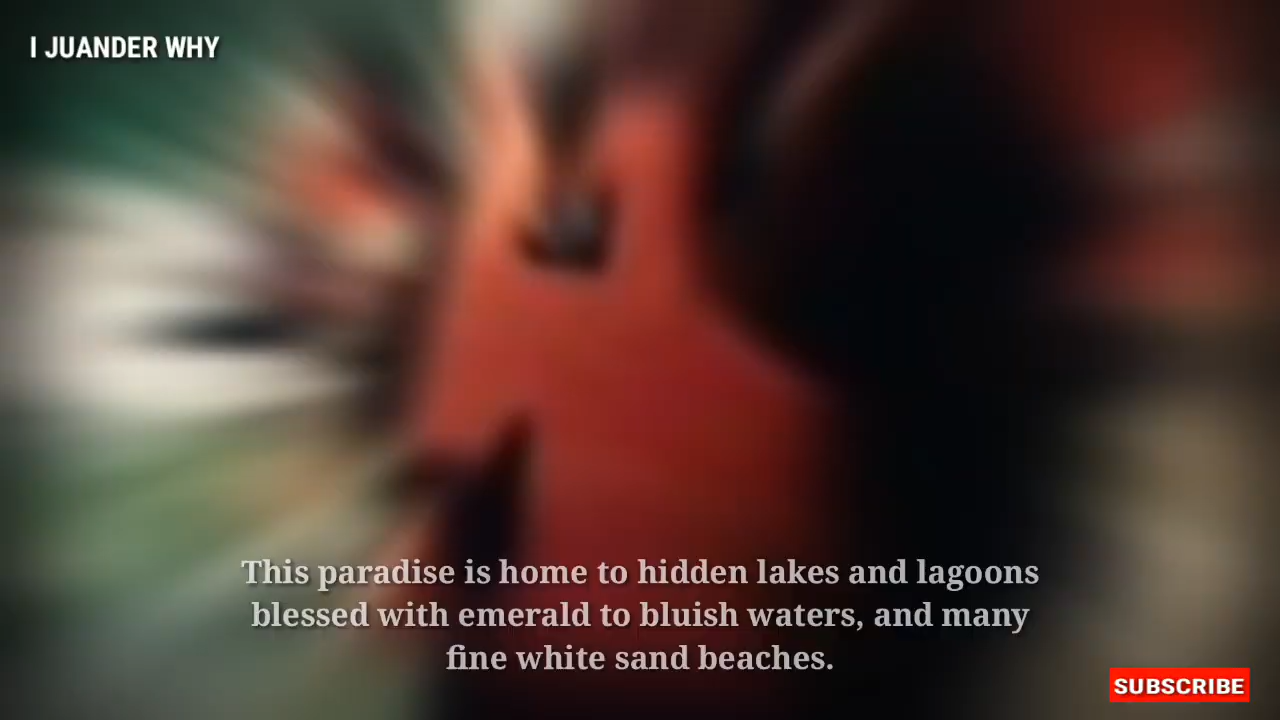 I JUANDER WHY
This paradise is home to hidden lakes and lagoons
blessed with emerald to bluish waters, and many
fine white sand beaches.
SUBSCRIBE